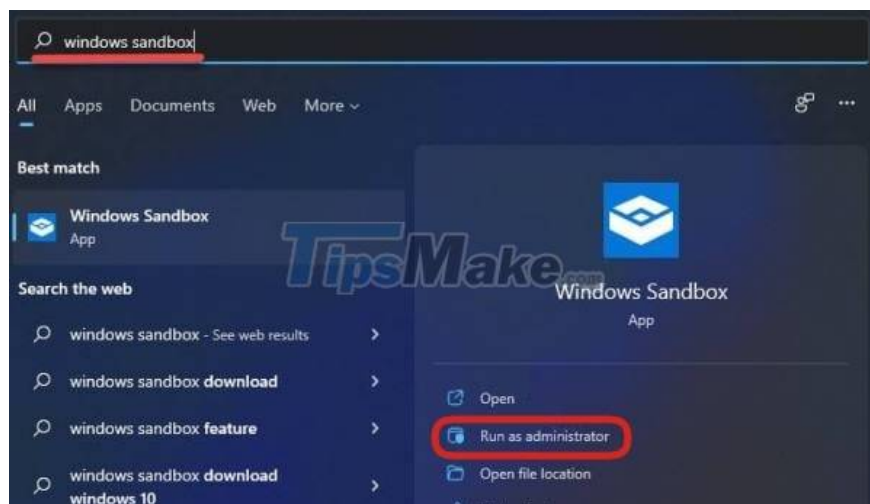 windows sandbox
All Apps Documents Web More
Best match
Windows Sandbox
App
Search the web
windows sandbox - See web results
windows sandbox download
windows sandbox feature
windows sandbox download
windows 10
TipsMake.com
Windows Sandbox
App
Open
Run as administrator
Open file location